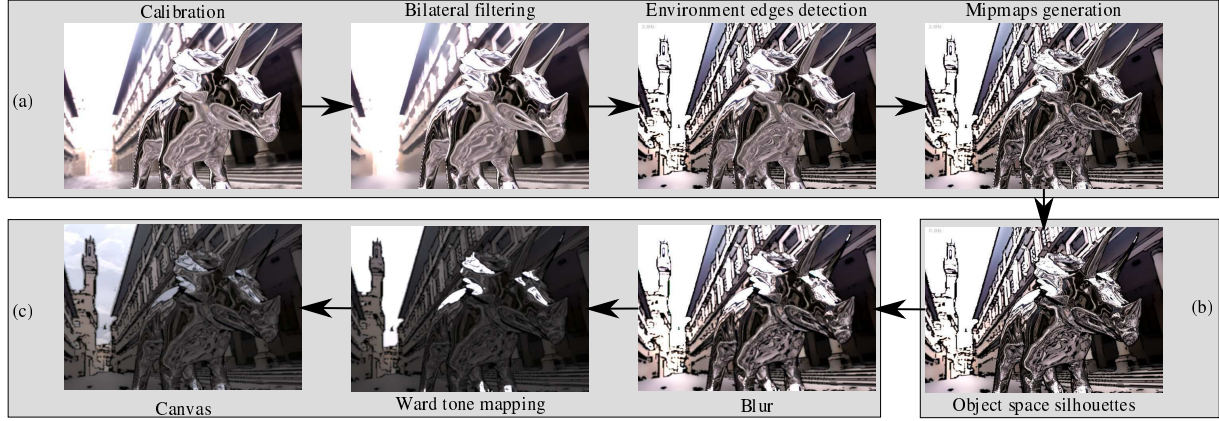 Calibration
Bilateral filtering
Environment edges detection
Mipmaps generation
(a)
(b)
Object space silhouettes
Blur
Ward tone mapping
Canvas
(c)